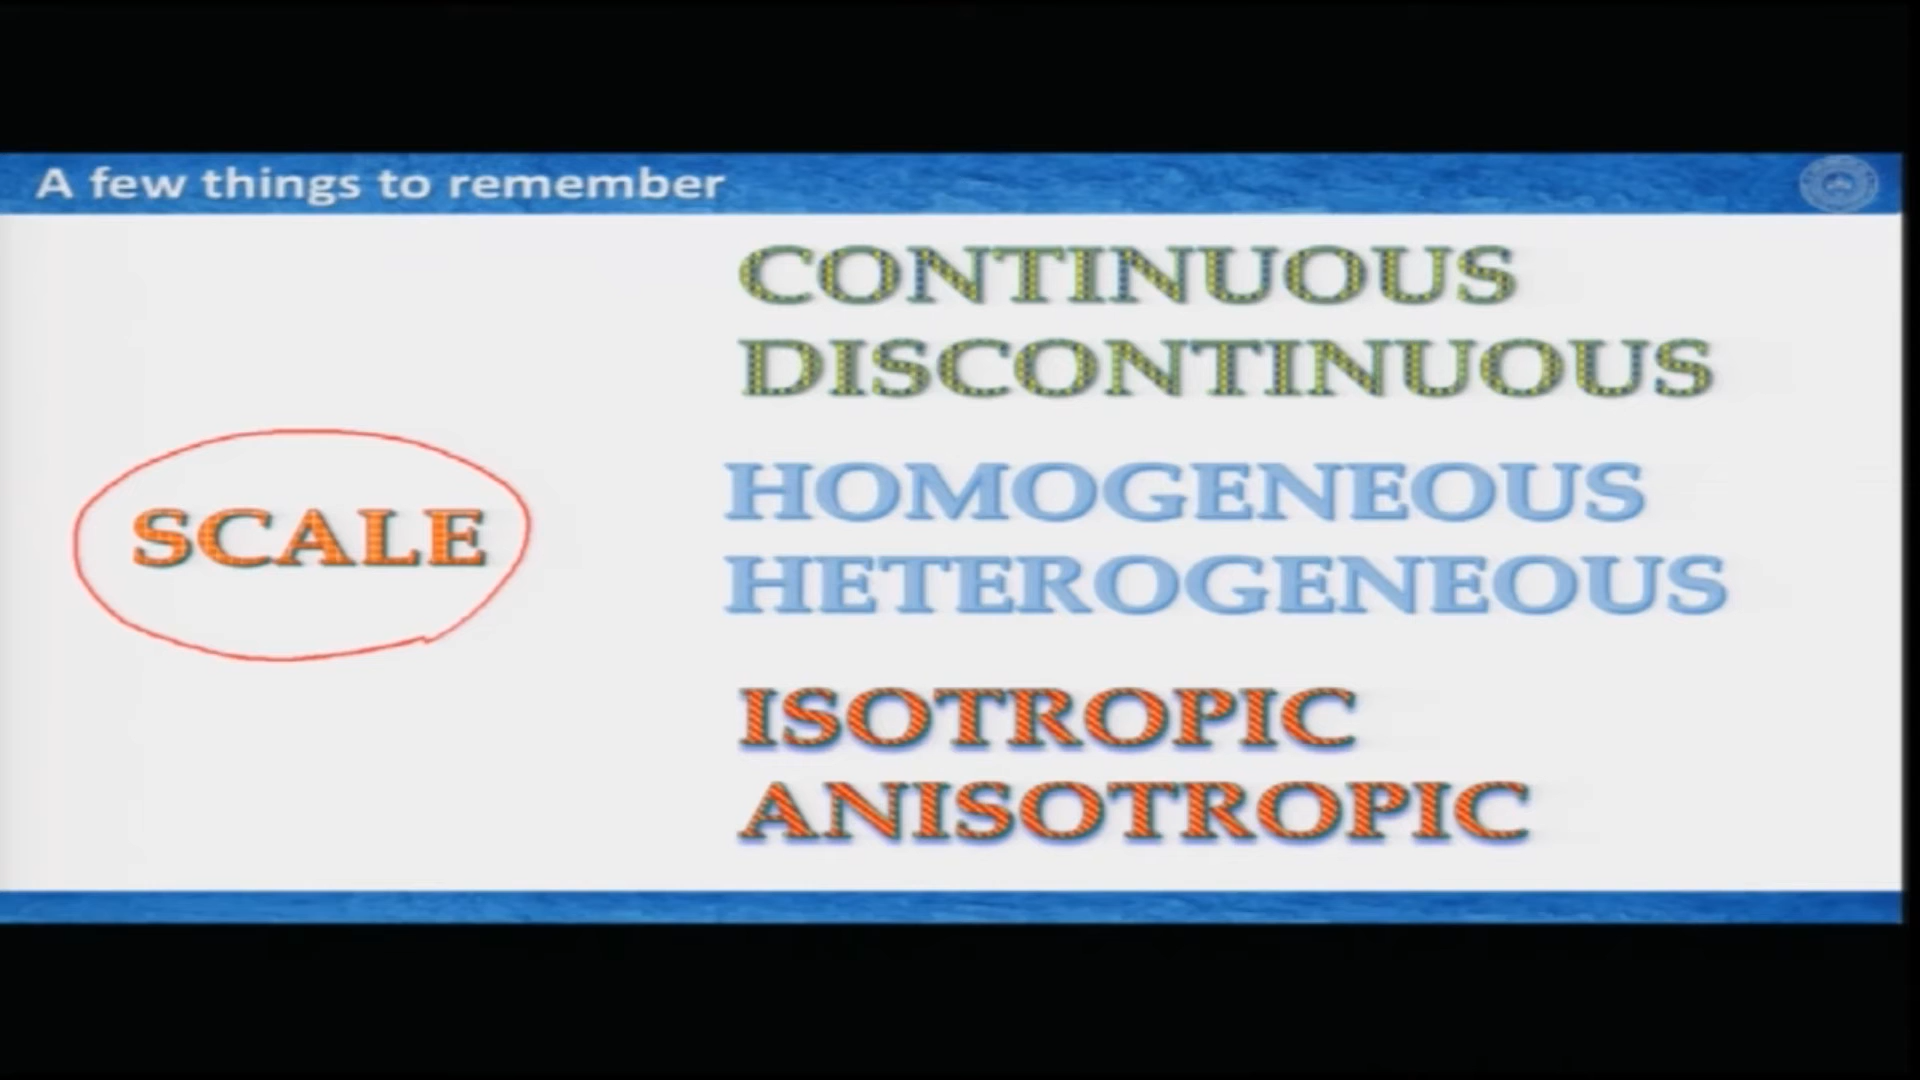 A few things to remember
CONTINUOUS
DISCONTINUOUS
SCALE
HOMOGENEOUS
HETEROGENEOUS
ISOTROPIC
ANISOTROPIC